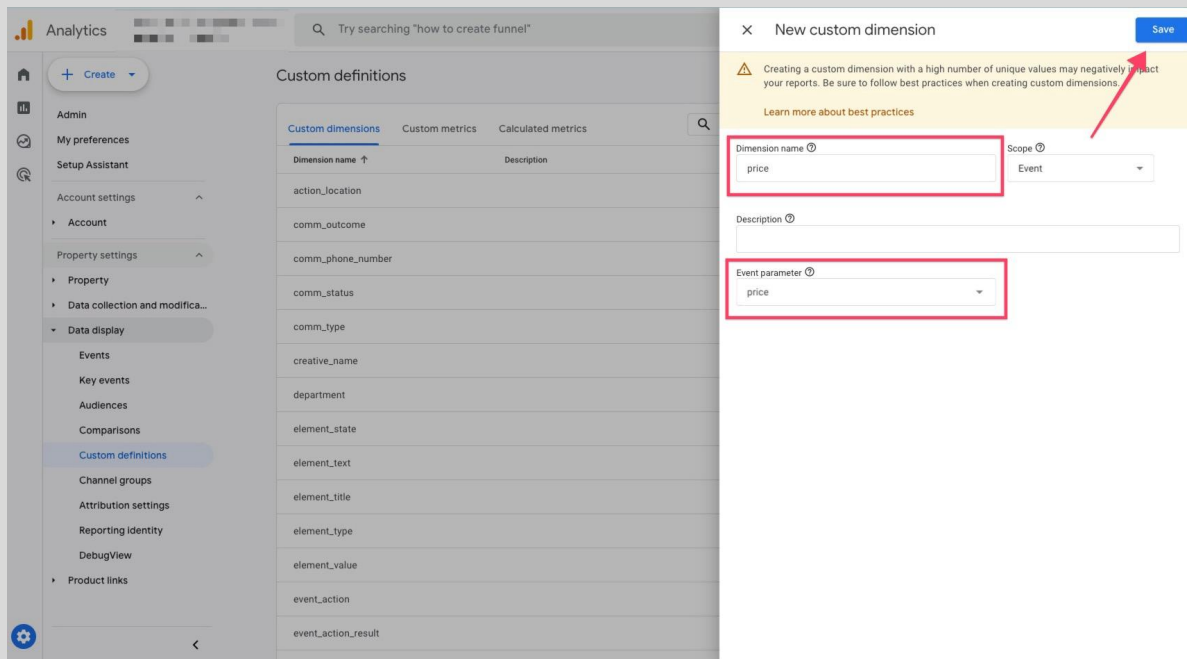 Analytics
Try searching "how to create funnel"
Create
Admin
My preferences
Setup Assistant
Account settings
Account
Property settings
Property
Data collection and modifica...
Data display
Events
Key events
Audiences
Comparisons
Custom definitions
Channel groups
Attribution settings
Reporting identity
DebugView
Product links
Custom definitions
Custom dimensions Custom metrics Calculated metrics
Dimension name Description
action_location
comm_outcome
comm_phone_number
comm_status
comm_type
creative_name
department
element_state
element_text
element_title
element_type
element_value
event_action
event_action_result
New custom dimension
Save
Creating a custom dimension with a high number of unique values may negatively impact
your reports. Be sure to follow best practices when creating custom dimensions.
Learn more about best practices
Dimension name Scope
price Event
Description
Event parameter
price